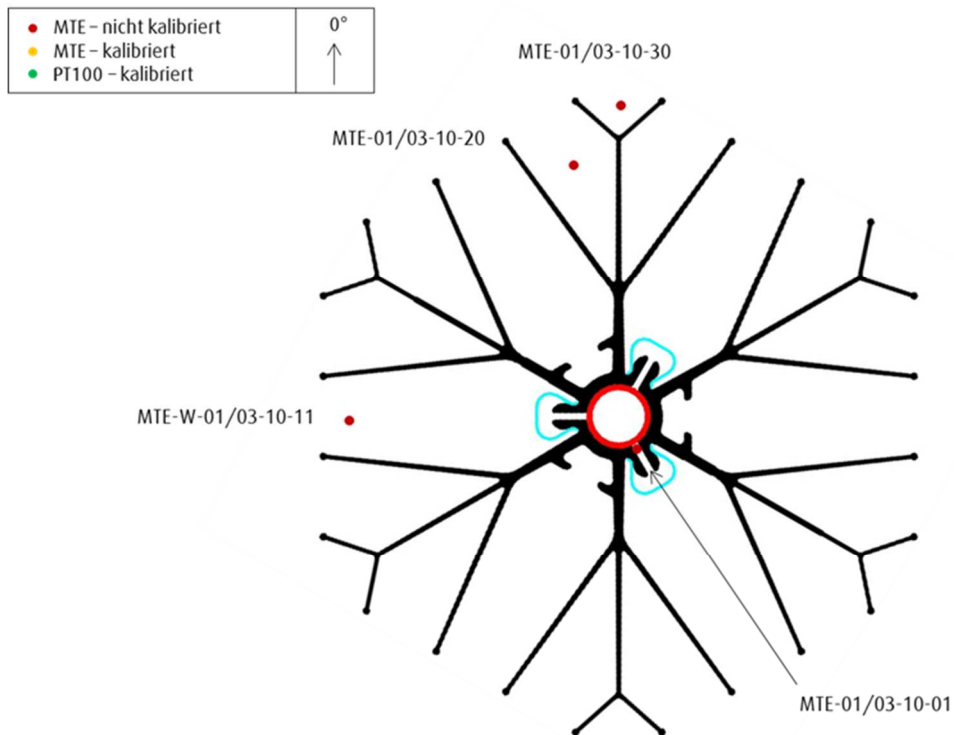 MTE – nicht kalibriert
MTE – kalibriert
PT100 – kalibriert
0°
MTE-01/03-10-30
MTE-01/03-10-20
MTE-W-01/03-10-11
MTE-01/03-10-01